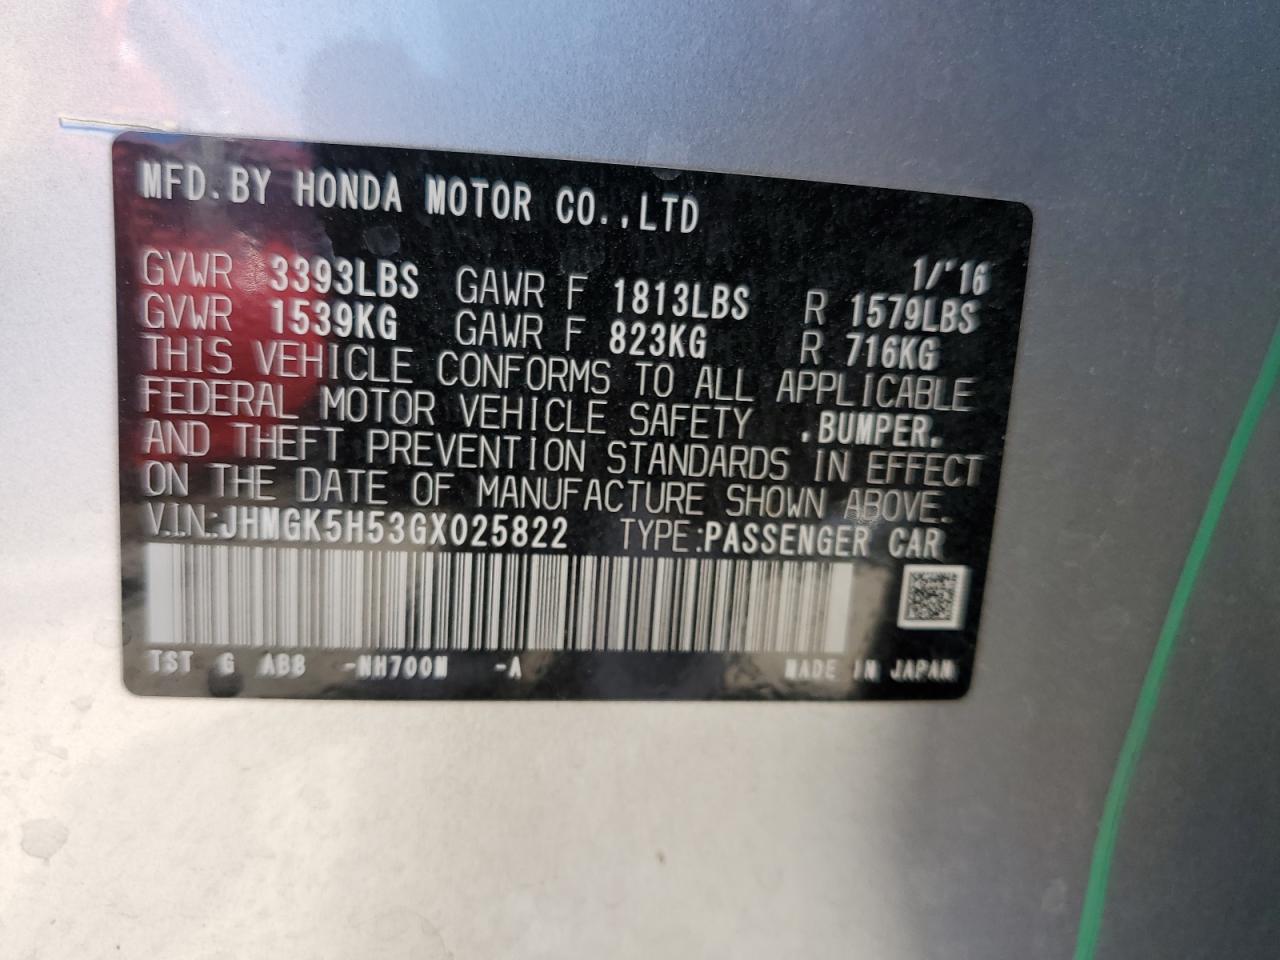 MFD. BY HONDA MOTOR CO., LTD
1/'16
GVWR 3393LBS GAWR F 1813LBS R 1579LBS
GVWR 1539KG GAWR F 823KG R 716KG
THIS VEHICLE CONFORMS TO ALL APPLICABLE
FEDERAL MOTOR VEHICLE SAFETY , BUMPER,
AND THEFT PREVENTION STANDARDS IN EFFECT
ON THE DATE OF MANUFACTURE SHOWN ABOVE.
V.I.N.: JHMGK5H53GX025822 TYPE: PASSENGER CAR
TST G ABB -NH700M -A MADE IN JAPAN